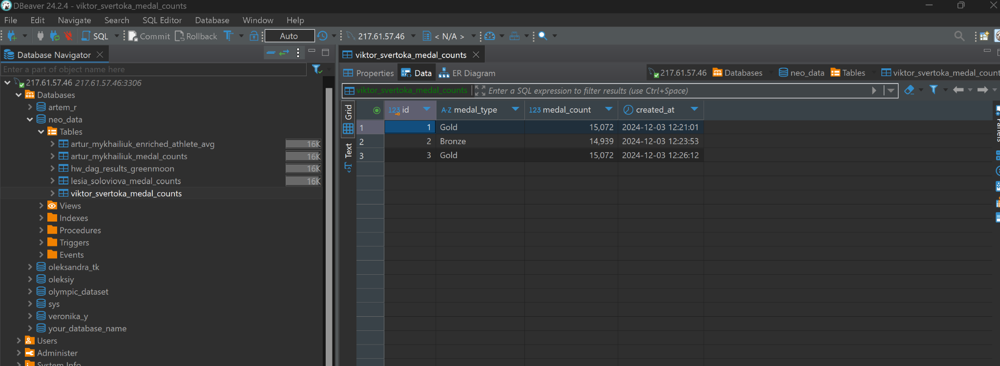 DBeaver 24.2.4 - viktor_svertoka_medal_counts
File Edit Navigate Search SQL Editor Database Window Help
SQL Commit Rollback Auto 217.61.57.46 < N/A >
Database Navigator
Enter a part of object name here
217.61.57.46 217.61.57.46:3306
Databases
artem_r
neo_data
Tables
artur_mykhailiuk_enriched_athlete_avg 16K
artur_mykhailiuk_medal_counts 16K
hw_dag_results_greenmoon 16K
lesia_soloviova_medal_counts 16K
viktor_svertoka_medal_counts
Views
Indexes
Procedures
Triggers
Events
oleksandra_tk
oleksiy
olympic_dataset
sys
veronika_y
your_database_name
Users
Administer
System Info
viktor_svertoka_medal_counts
Properties Data ER Diagram 217.61.57.46 Databases neo_data Tables viktor_svertoka_medal_count
viktor_svertoka_medal_counts Enter a SQL expression to filter results (use Ctrl+Space)
Grid
Text
123 id A-Z medal_type 123 medal_count created_at
1 1 Gold 15,072 2024-12-03 12:21:01
2 2 Bronze 14,939 2024-12-03 12:23:53
3 3 Gold 15,072 2024-12-03 12:26:12
Panels